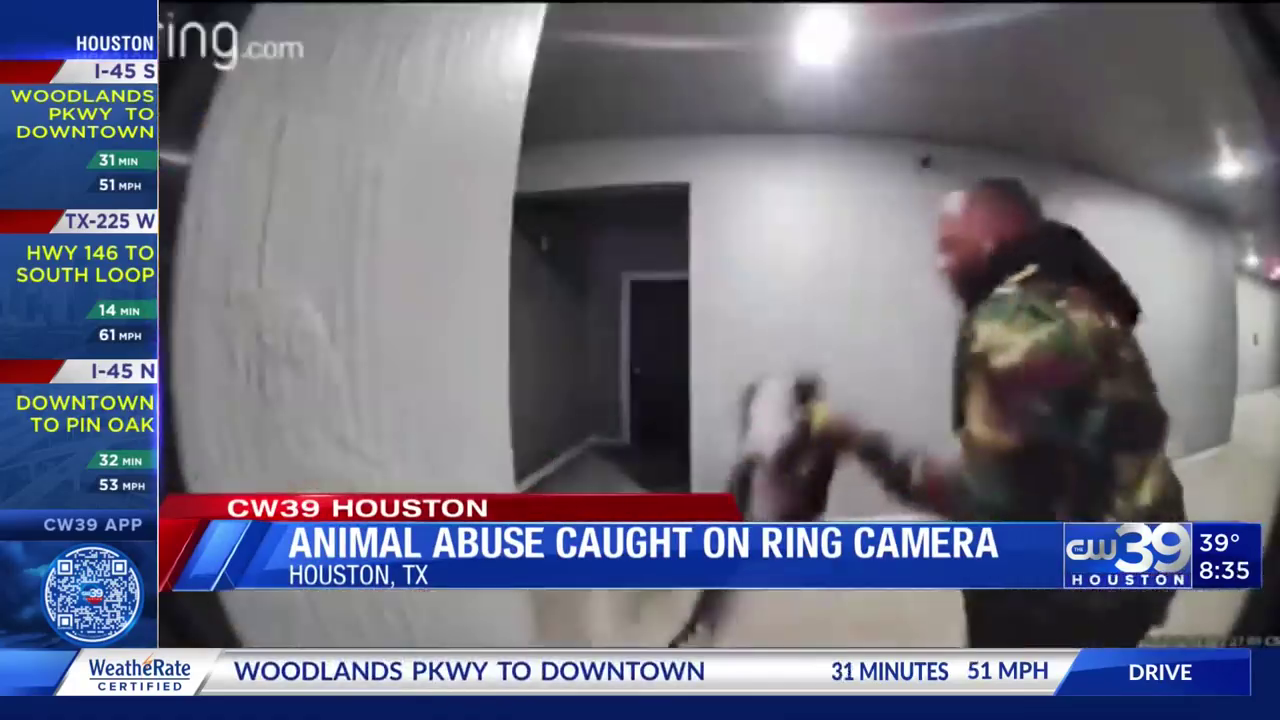 HOUSTON
I-45 S
WOODLANDS
PKWY TO
DOWNTOWN
31 MIN
51 MPH
TX-225 W
HWY 146 TO
SOUTH LOOP
14 MIN
61 MPH
I-45 N
DOWNTOWN
TO PIN OAK
32 MIN
53 MPH
CW39 APP
ring.com
CW39 HOUSTON
ANIMAL ABUSE CAUGHT ON RING CAMERA
HOUSTON, TX
THE CW39
HOUSTON
39°
8:35
WeatheRate
CERTIFIED
WOODLANDS PKWY TO DOWNTOWN 31 MINUTES 51 MPH
DRIVE